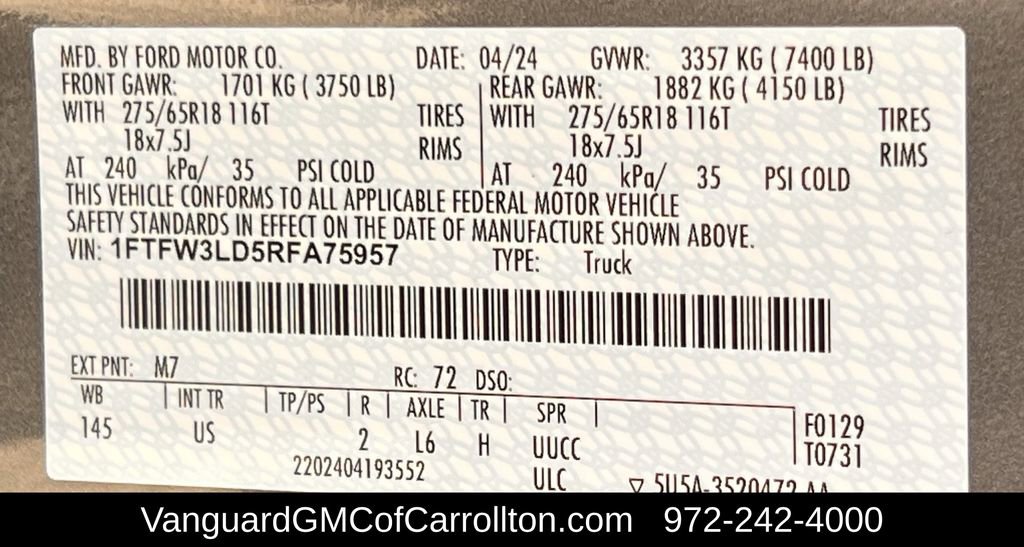 MFD. BY FORD MOTOR CO. DATE: 04/24 GVWR: 3357 KG ( 7400 LB)
FRONT GAWR: 1701 KG ( 3750 LB) REAR GAWR: 1882 KG ( 4150 LB)
WITH 275/65R18 116T TIRES WITH 275/65R18 116T TIRES
18x7.5J RIMS 18x7.5J RIMS
AT 240 kPa/ 35 PSI COLD AT 240 kPa/ 35 PSI COLD
THIS VEHICLE CONFORMS TO ALL APPLICABLE FEDERAL MOTOR VEHICLE
SAFETY STANDARDS IN EFFECT ON THE DATE OF MANUFACTURE SHOWN ABOVE.
VIN: 1FTFW3LD5RFA75957 TYPE: Truck
EXT PNT: M7 RC: 72 DSO:
WB INT TR TP/PS R AXLE TR SPR F0129
145 US 2 L6 H UUCC T0731
2202404193552 ULC ▽ 5U5A-3520472 AA
VanguardGMCofCarrollton.com 972-242-4000